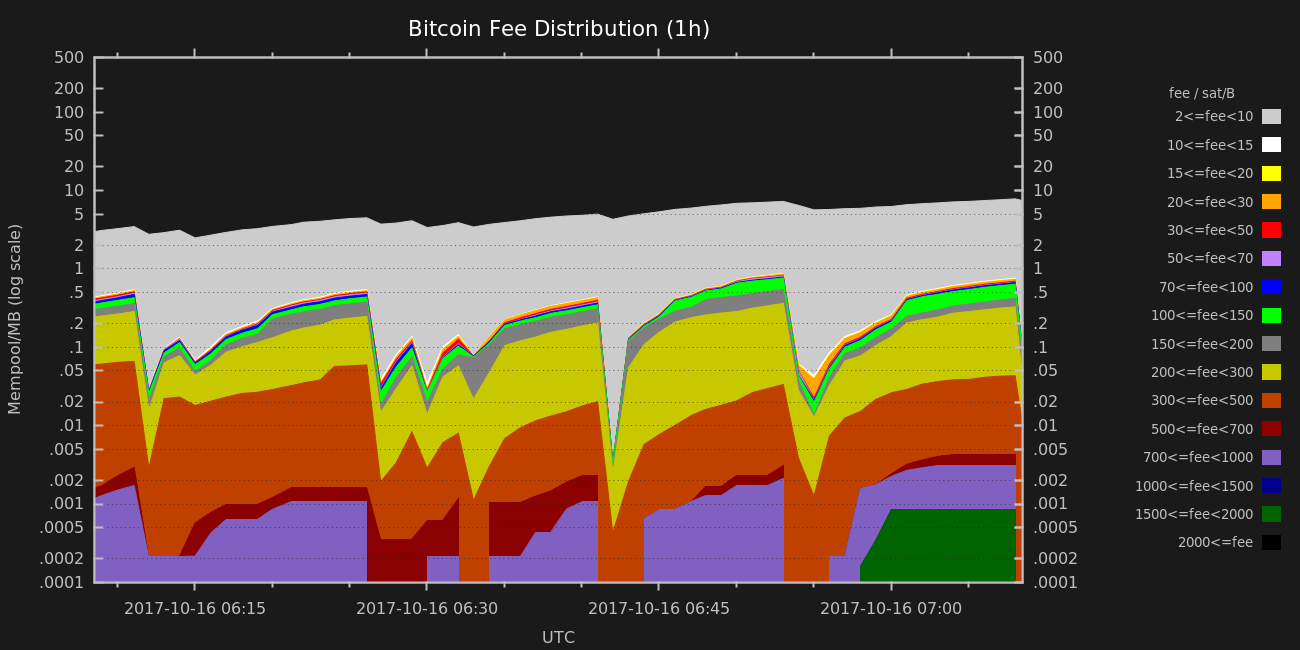 Bitcoin Fee Distribution (1h)
500 500
200 200
100 100
50 50
20 20
10 10
5 5
2 2
1 1
.5 .5
.2 .2
.1 .1
.05 .05
.02 .02
.01 .01
.005 .005
.002 .002
.001 .001
.0005 .0005
.0002 .0002
.0001 .0001
Mempool/MB (log scale)
2017-10-16 06:15 2017-10-16 06:30 2017-10-16 06:45 2017-10-16 07:00
UTC
fee / sat/B
2<=fee<10
10<=fee<15
15<=fee<20
20<=fee<30
30<=fee<50
50<=fee<70
70<=fee<100
100<=fee<150
150<=fee<200
200<=fee<300
300<=fee<500
500<=fee<700
700<=fee<1000
1000<=fee<1500
1500<=fee<2000
2000<=fee